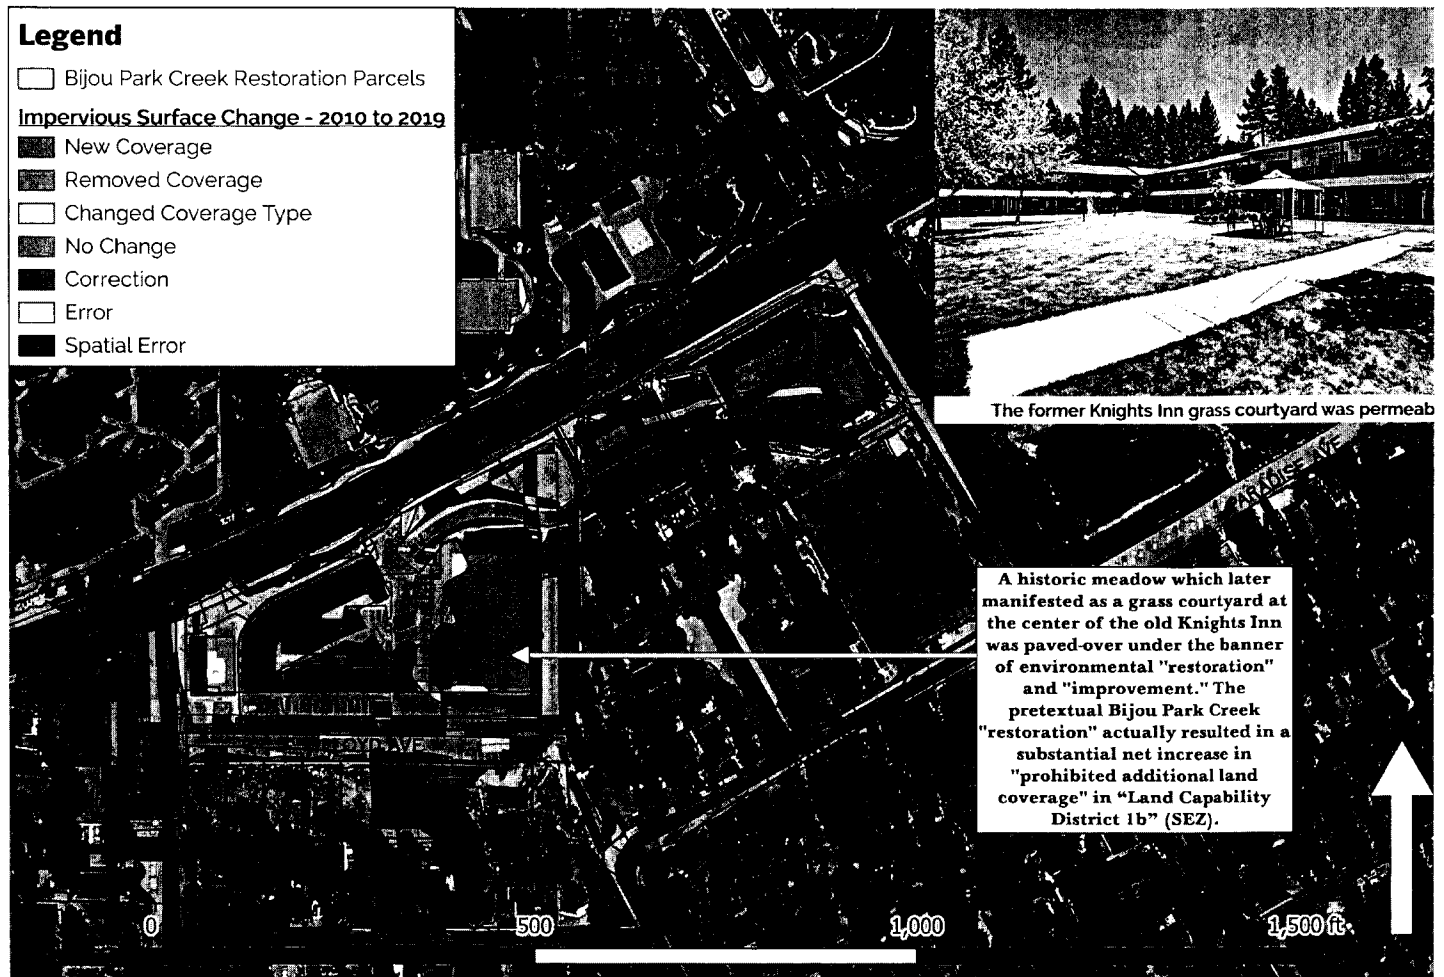 Legend
Bijou Park Creek Restoration Parcels
Impervious Surface Change - 2010 to 2019
New Coverage
Removed Coverage
Changed Coverage Type
No Change
Correction
Error
Spatial Error
The former Knights Inn grass courtyard was permeab
PARADISE AVE
A historic meadow which later
manifested as a grass courtyard at
the center of the old Knights Inn
was paved-over under the banner
of environmental "restoration"
and "improvement." The
pretextual Bijou Park Creek
"restoration" actually resulted in a
substantial net increase in
"prohibited additional land
coverage" in “Land Capability
District 1b” (SEZ).
AVE
0 500 1,000 1,500 ft